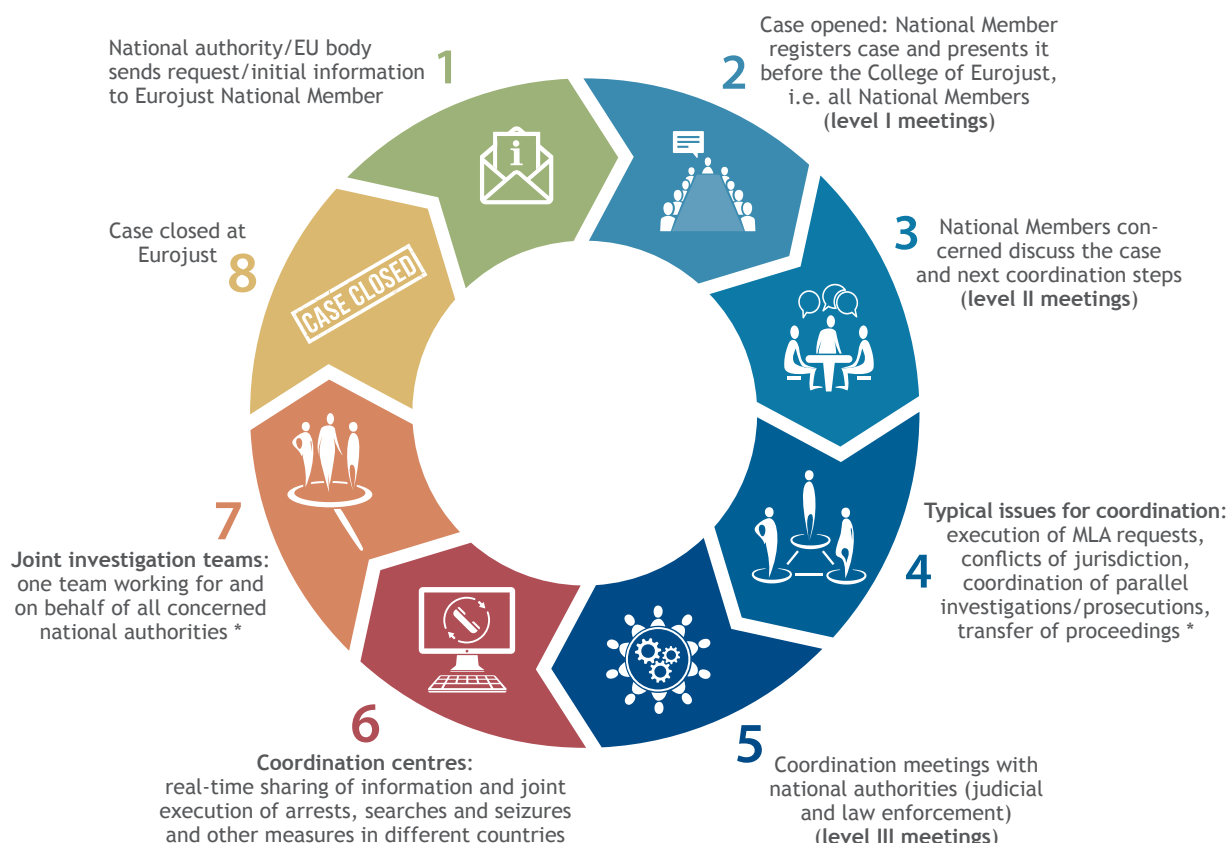 1
National authority/EU body
sends request/initial information
to Eurojust National Member
2
Case opened: National Member
registers case and presents it
before the College of Eurojust,
i.e. all National Members
(level I meetings)
3
National Members con-
cerned discuss the case
and next coordination steps
(level II meetings)
4
Typical issues for coordination:
execution of MLA requests,
conflicts of jurisdiction,
coordination of parallel
investigations/prosecutions,
transfer of proceedings *
5
Coordination meetings with
national authorities (judicial
and law enforcement)
(level III meetings)
6
Coordination centres:
real-time sharing of information and joint
execution of arrests, searches and seizures
and other measures in different countries
7
Joint investigation teams:
one team working for and
on behalf of all concerned
national authorities *
8
Case closed at
Eurojust
CASE CLOSED
i